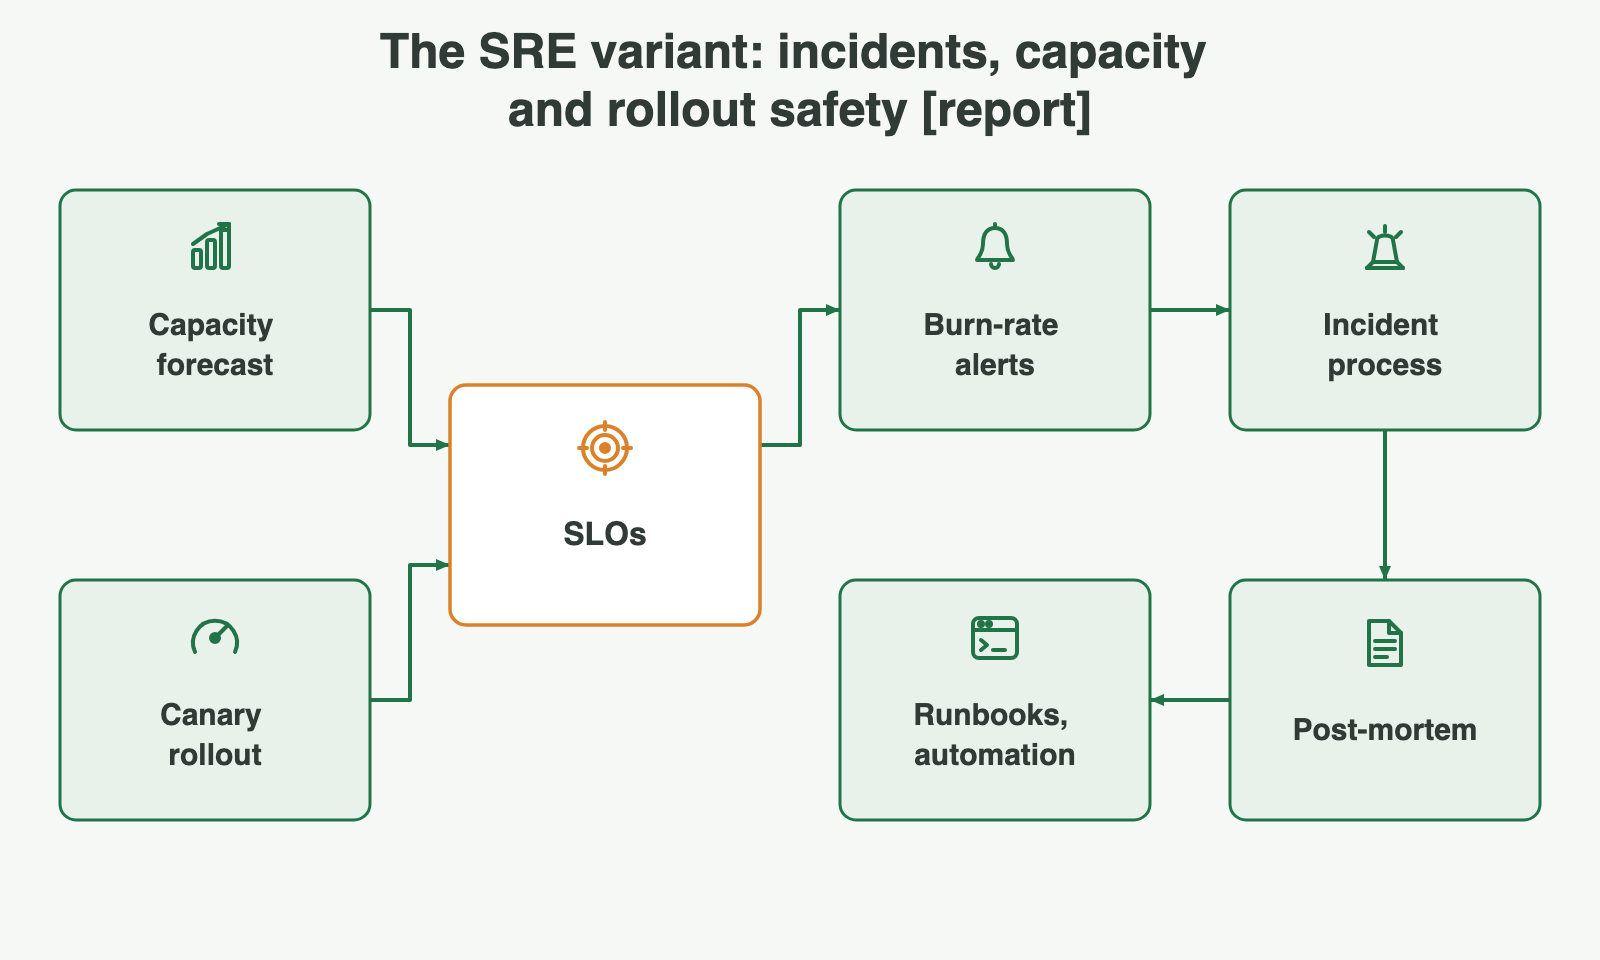 The SRE variant: incidents, capacity
and rollout safety [report]
Capacity
forecast
Burn-rate
alerts
Incident
process
SLOs
Canary
rollout
Runbooks,
automation
Post-mortem